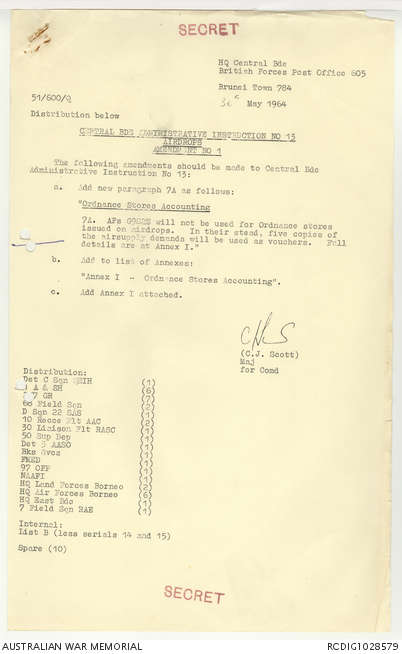 SECRET
HQ Central Bde
British Forces Post Office 605
Brunei Town 784
51/600/Q
May 1964
Distribution below
CENTRAL BDE ADMINISTRATIVE INSTRUCTION NO 13
AIRDROPS
AMENDMENT NO 1
The following amendments should be made to Central Bde
Administrative Instruction No 13:
a. Add new paragraph 7A as follows:
"Ordnance Stores Accounting
7A. AFs G982S will not be used for Ordnance stores
issued on airdrops. In their stead, five copies of
the airsupply demands will be used as vouchers. Full
details are at Annex I."
b. Add to list of Annexes:
"Annex I - Ordnance Stores Accounting".
c. Add Annex I attached.
(C.J. Scott)
Maj
for Comd
Distribution:
Det C Sqn (1)
1 A & SH (6)
GR (7)
68 Field Sqn (2)
D Sqn 22 SAS (1)
10 Recce Flt AAC (2)
30 Liaison Flt RASC (1)
50 Sup Dep (1)
Det 3 AASO (1)
Bks Svcs (1)
FMED (1)
97 OFP (1)
NAAFI (1)
HQ Land Forces Borneo (2)
HQ Air Forces Borneo (6)
HQ East Bde (1)
7 Field Sqn RAE (1)
Internal:
List B (less serials 14 and 15)
Spare (10)
SECRET
AUSTRALIAN WAR MEMORIAL
RCDIG1028579